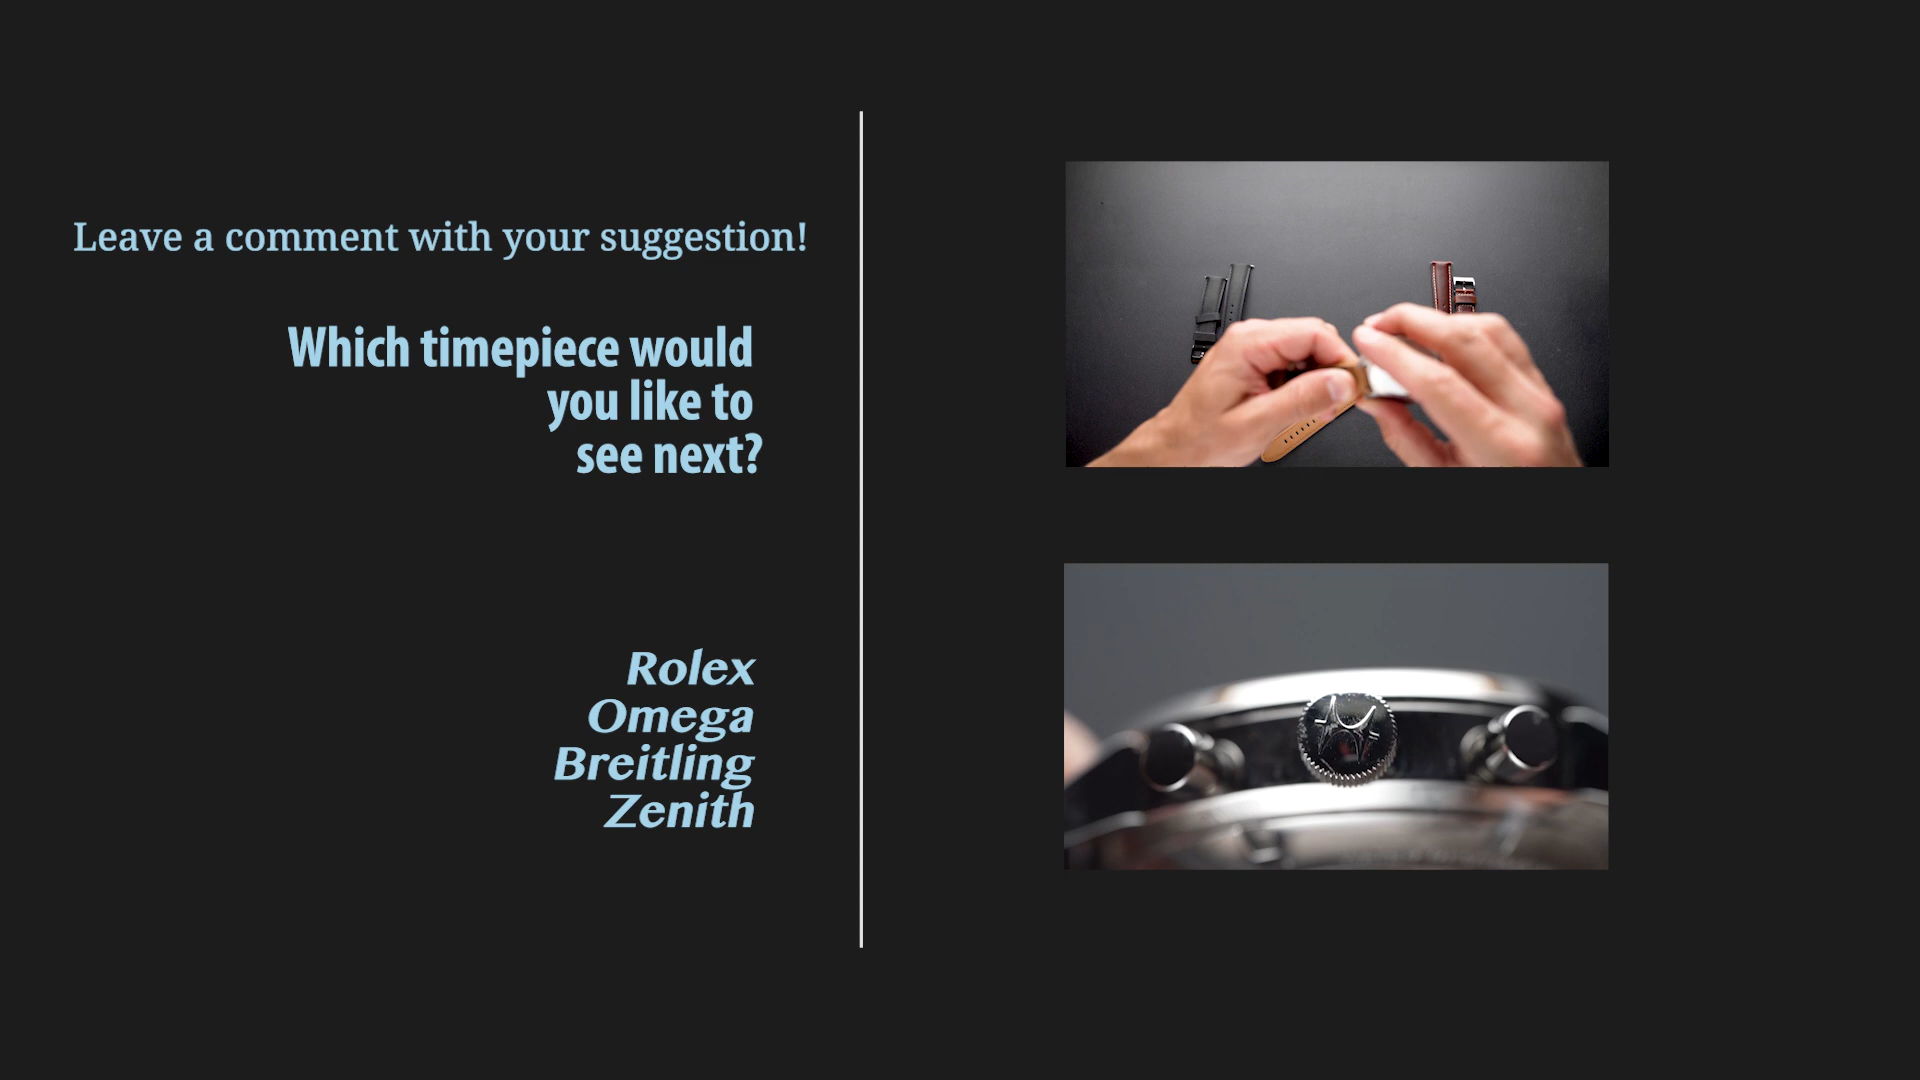 Leave a comment with your suggestion!
Which timepiece would
you like to
see next?
Rolex
Omega
Breitling
Zenith